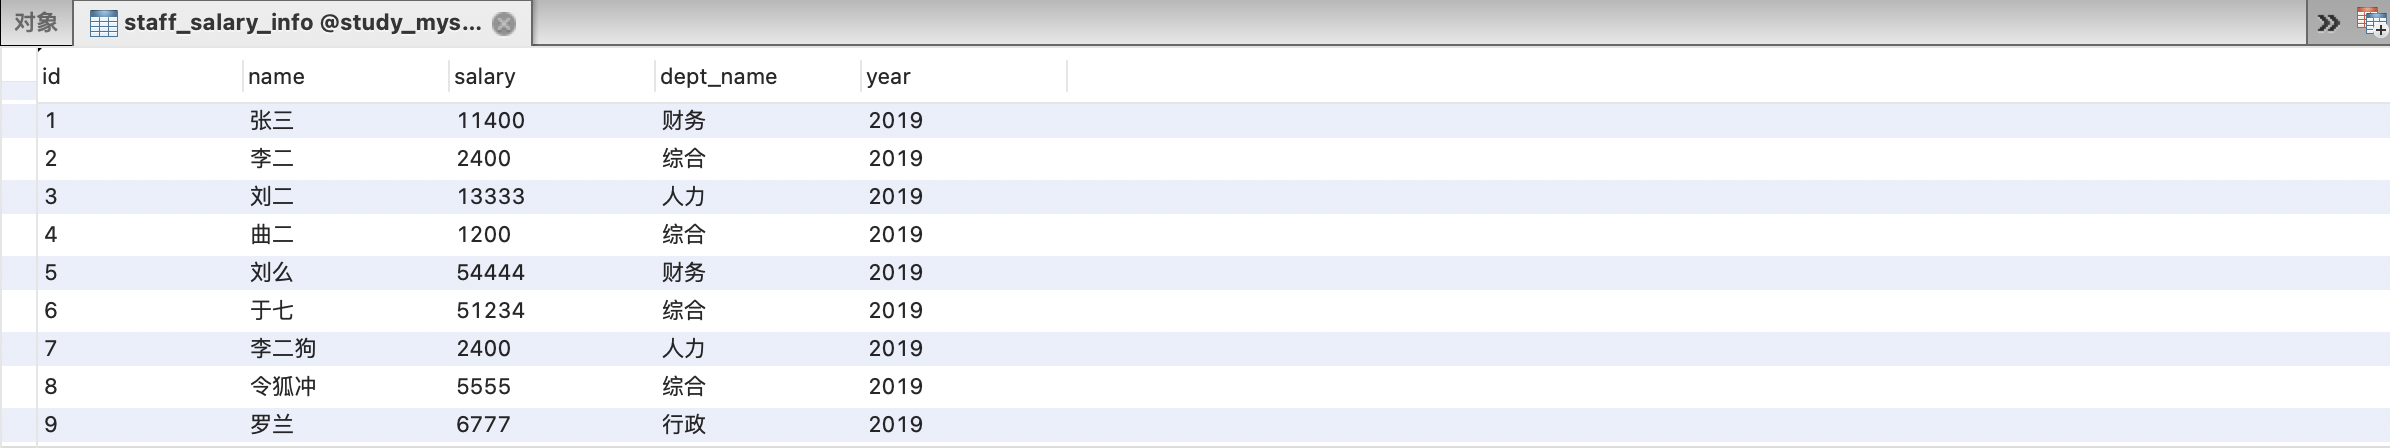 对象 staff_salary_info @study_mys...
id name salary dept_name year
1 张三 11400 财务 2019
2 李二 2400 综合 2019
3 刘二 13333 人力 2019
4 曲二 1200 综合 2019
5 刘么 54444 财务 2019
6 于七 51234 综合 2019
7 李二狗 2400 人力 2019
8 令狐冲 5555 综合 2019
9 罗兰 6777 行政 2019